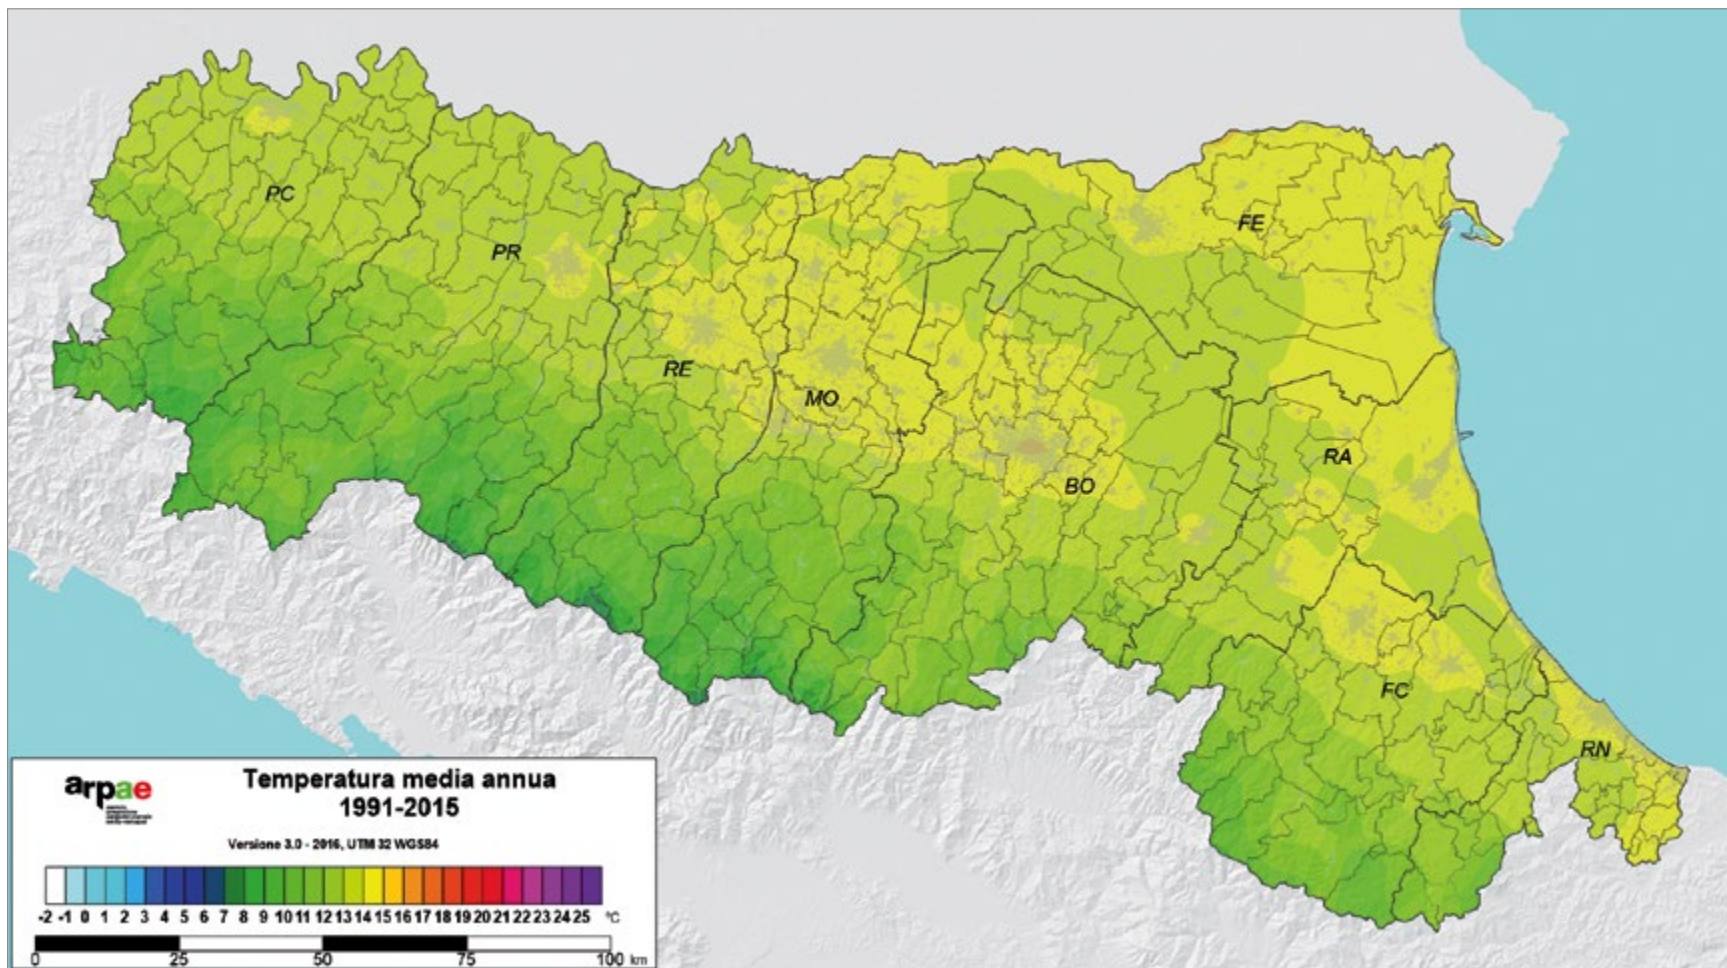 PC
PR
FE
RE
MO
RA
BO
FC
RN
arpae
Temperatura media annua
1991-2015
Versione 3.0 - 2016, UTM 32 WGS84
-2 -1 0 1 2 3 4 5 6 7 8 9 10 11 12 13 14 15 16 17 18 19 20 21 22 23 24 25 °C
0 25 50 75 100 km